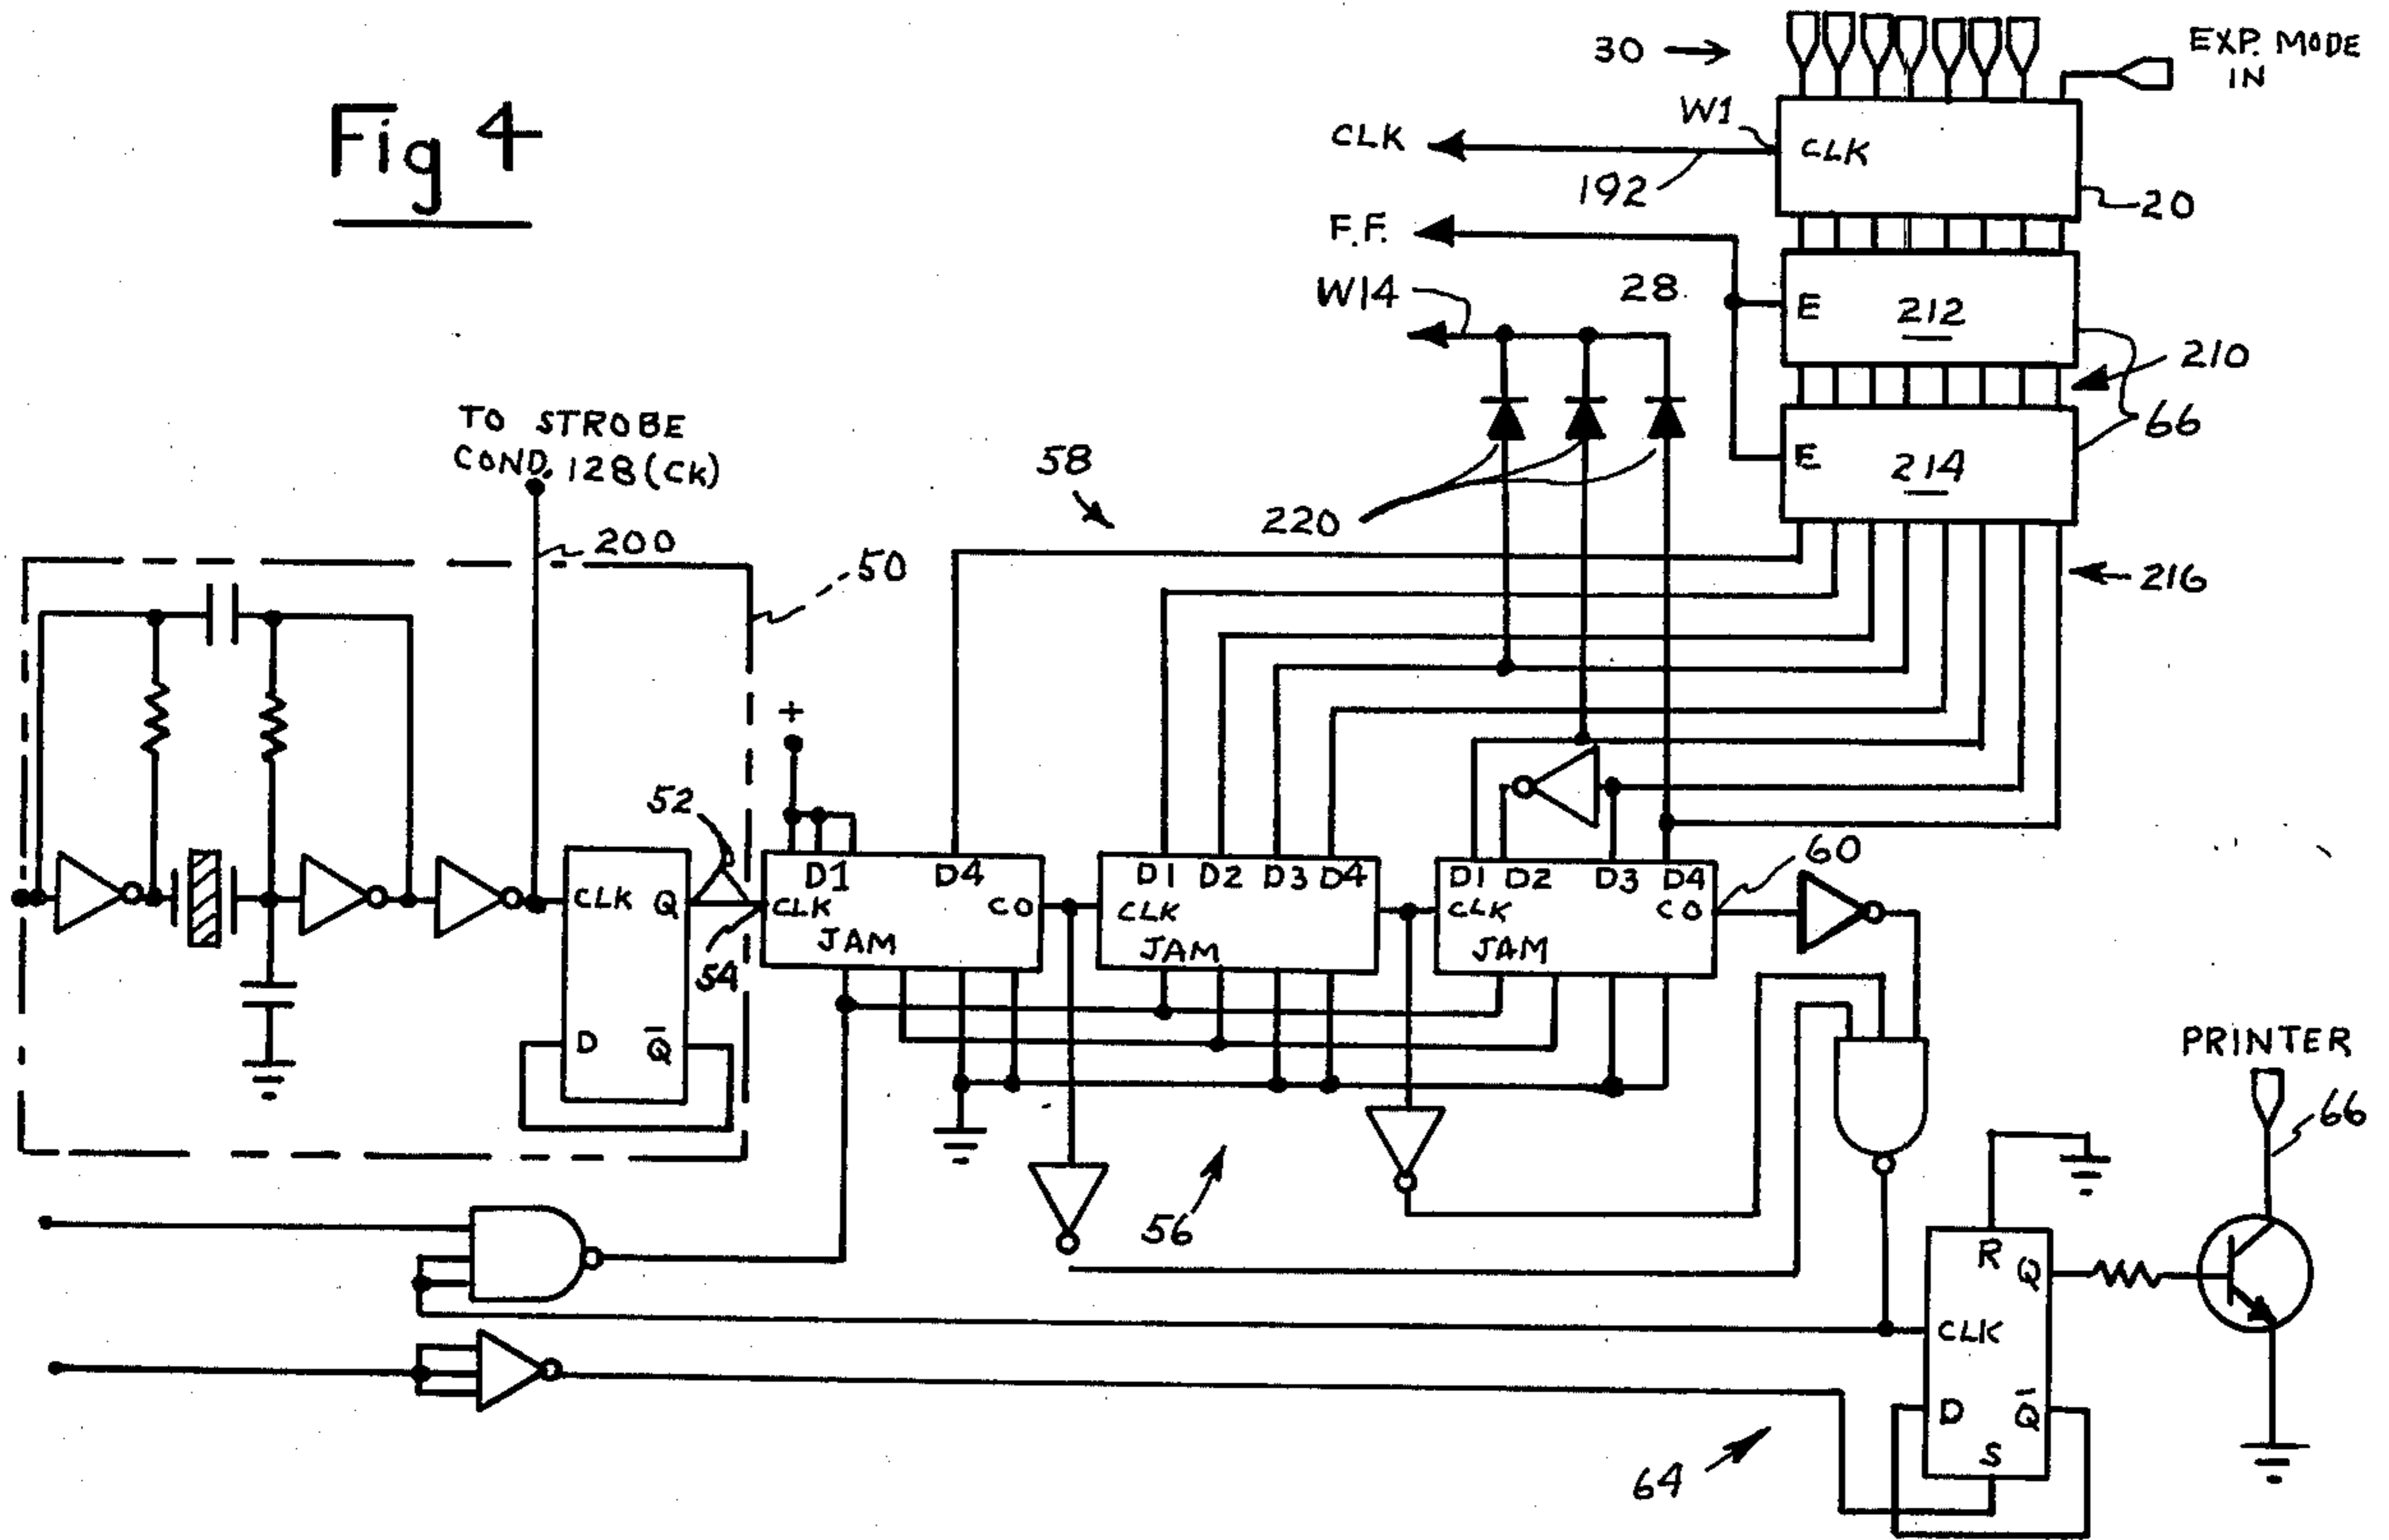 Fig 4
30
EXP. MODE
IN
W1
CLK
CLK
192
20
F.F.
W14
28
E
212
210
66
E
214
TO STROBE
COND. 128 (CK)
58
220
200
50
216
+
52
60
D1
D4
D1 D2 D3 D4
D1 D2 D3 D4
CLK
Q
CLK
CO
CLK
CLK
CO
JAM
JAM
JAM
54
D
Q̅
PRINTER
66
56
R
Q
CLK
D
Q̅
S
64